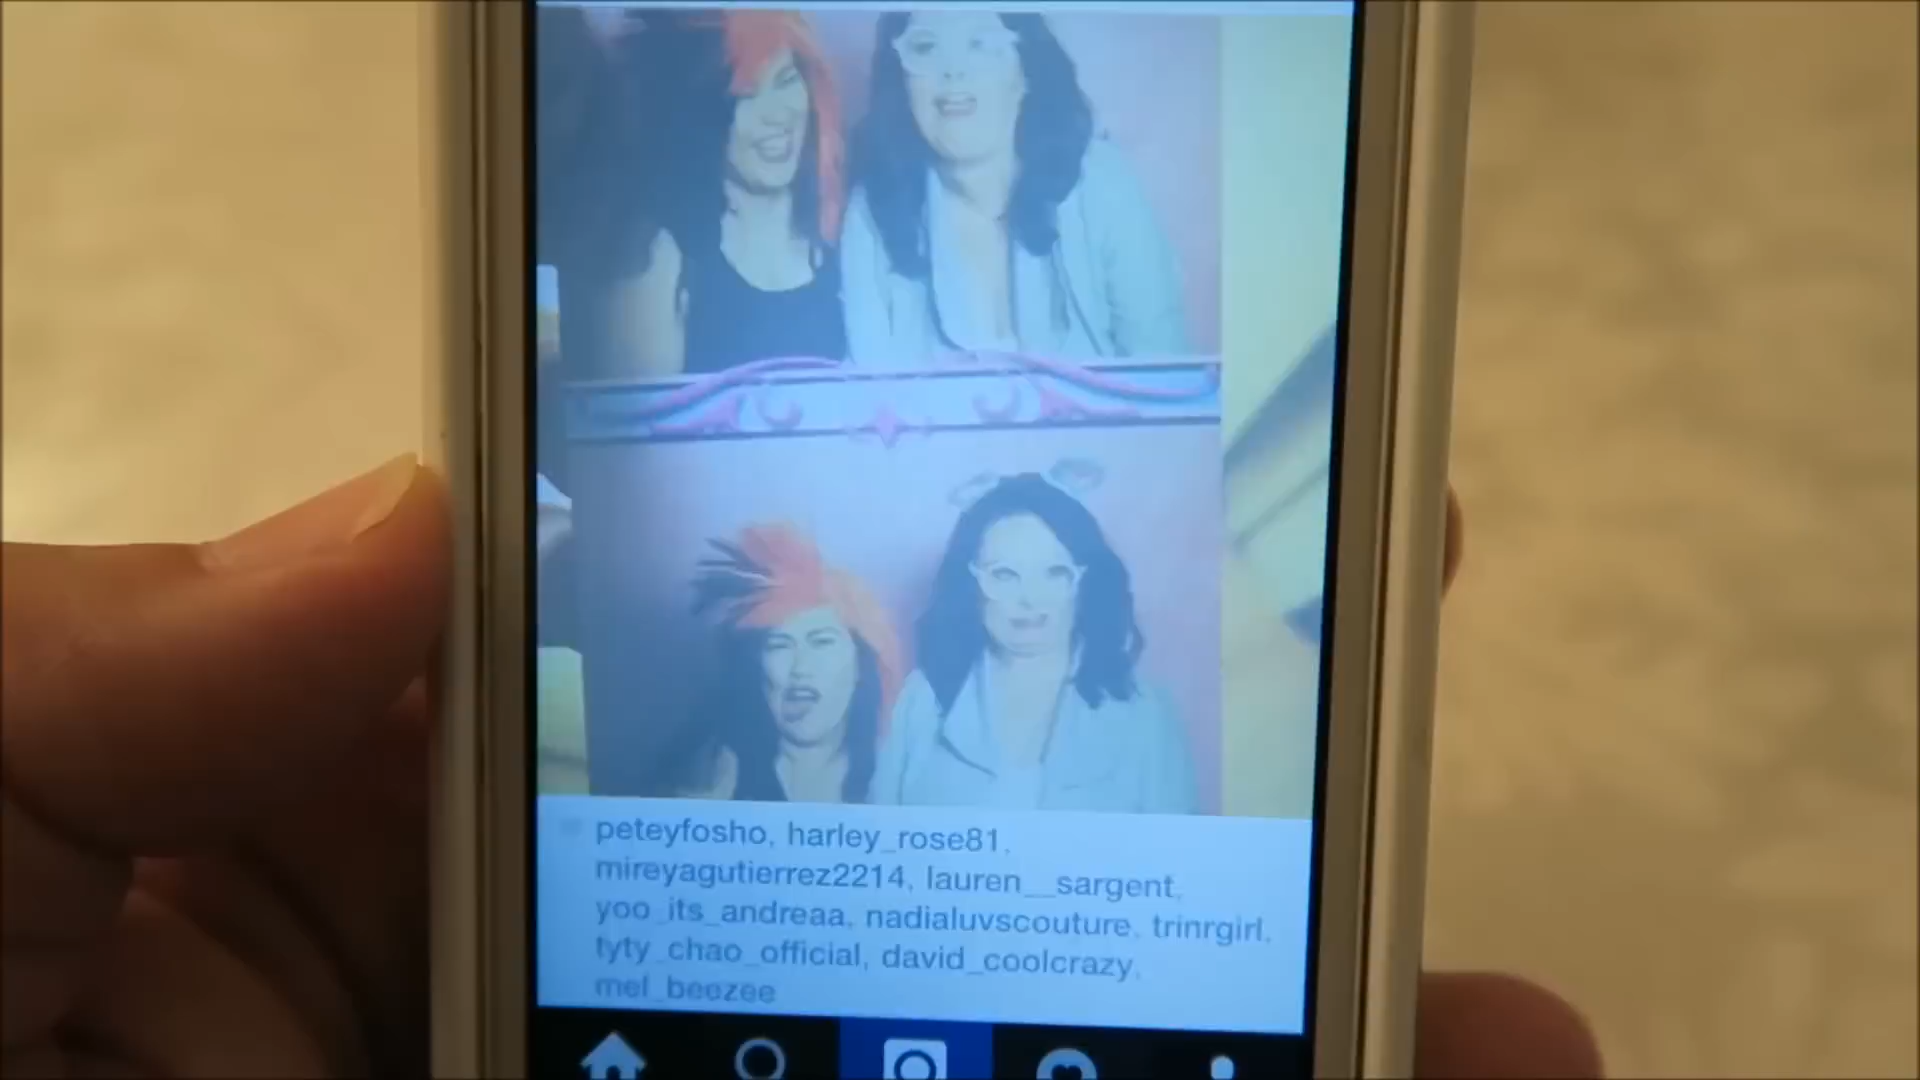 peteyfosho, harley_rose81,
mireyagutierrez2214, lauren__sargent,
yoo_its_andreaa, nadialuvscouture, trinrgirl,
tyty_chao_official, david_coolcrazy,
mel_beezee